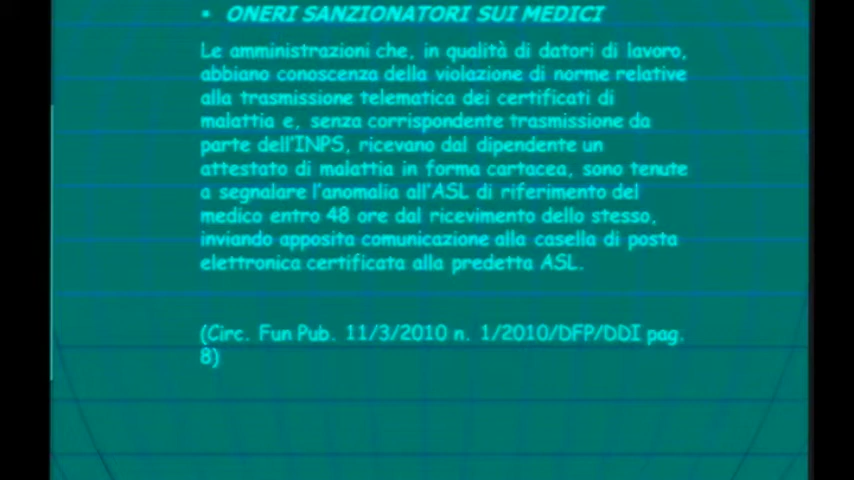 • ONERI SANZIONATORI SUI MEDICI
Le amministrazioni che, in qualità di datori di lavoro,
abbiano conoscenza della violazione di norme relative
alla trasmissione telematica dei certificati di
malattia e, senza corrispondente trasmissione da
parte dell'INPS, ricevano dal dipendente un
attestato di malattia in forma cartacea, sono tenute
a segnalare l'anomalia all'ASL di riferimento del
medico entro 48 ore dal ricevimento dello stesso,
inviando apposita comunicazione alla casella di posta
elettronica certificata alla predetta ASL.
(Circ. Fun Pub. 11/3/2010 n. 1/2010/DFP/DDI pag.
8)